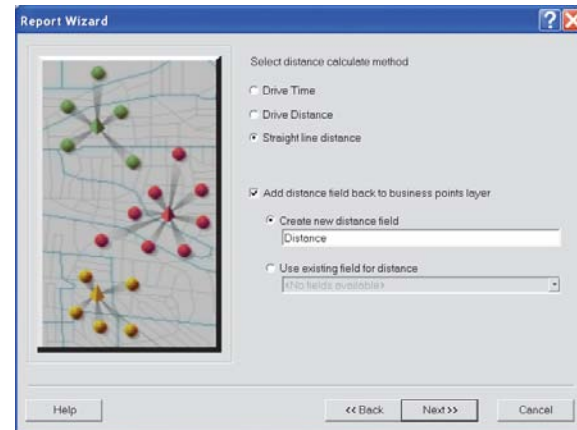 Report Wizard
Select distance calculate method
Drive Time
Drive Distance
Straight line distance
Add distance field back to business points layer
Create new distance field
Distance
Use existing field for distance
<No fields available>
Help
<< Back
Next >>
Cancel